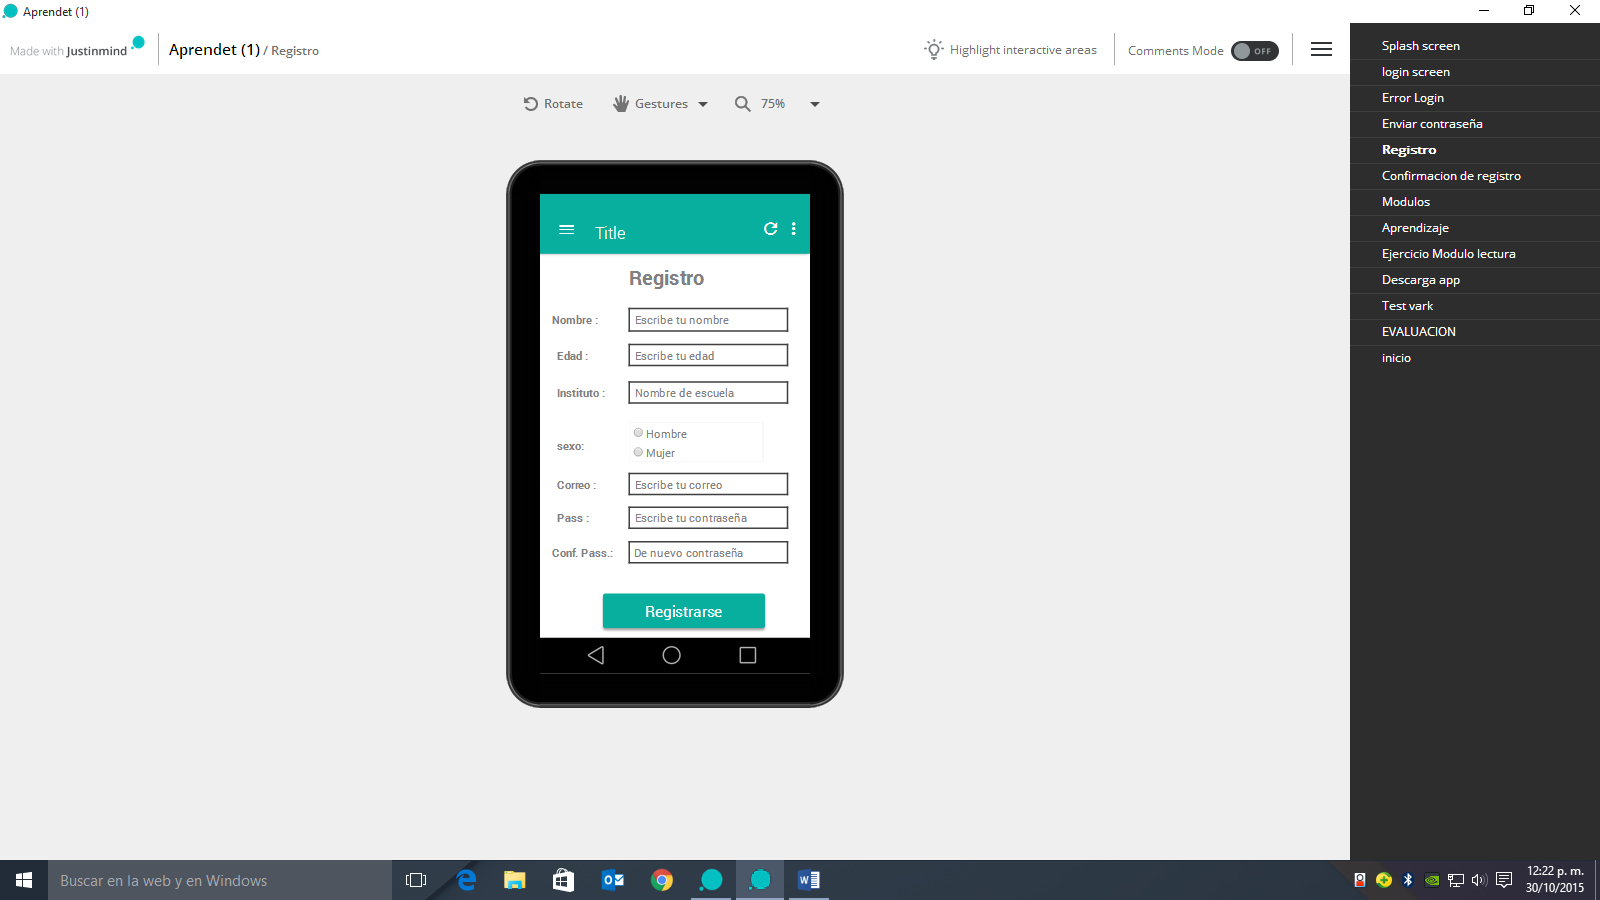 Aprendet (1)
Made with Justinmind
Aprendet (1) / Registro
Highlight interactive areas
Comments Mode OFF
Rotate
Gestures
75%
Title
Registro
Nombre : Escribe tu nombre
Edad : Escribe tu edad
Instituto : Nombre de escuela
sexo:
Hombre
Mujer
Correo : Escribe tu correo
Pass : Escribe tu contraseña
Conf. Pass.: De nuevo contraseña
Registrarse
Splash screen
login screen
Error Login
Enviar contraseña
Registro
Confirmacion de registro
Modulos
Aprendizaje
Ejercicio Modulo lectura
Descarga app
Test vark
EVALUACION
inicio
Buscar en la web y en Windows
12:22 p. m.
30/10/2015